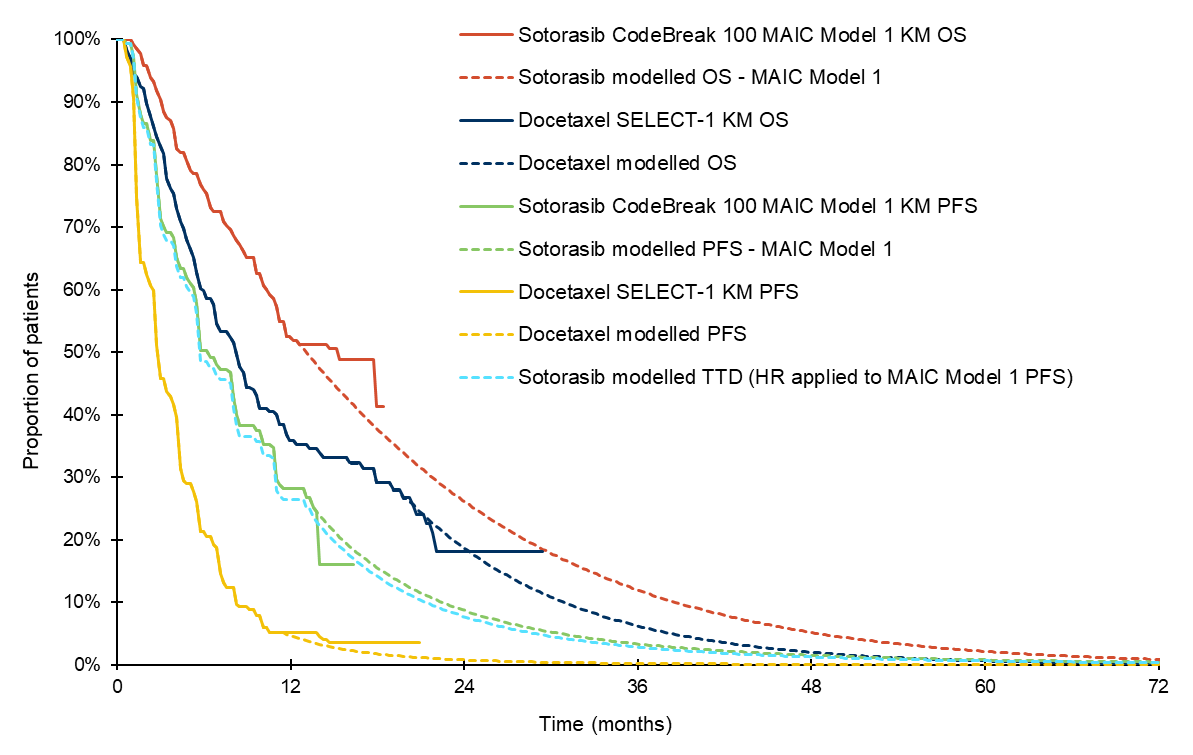 Sotorasib CodeBreak 100 MAIC Model 1 KM OS
Sotorasib modelled OS - MAIC Model 1
Docetaxel SELECT-1 KM OS
Docetaxel modelled OS
Sotorasib CodeBreak 100 MAIC Model 1 KM PFS
Sotorasib modelled PFS - MAIC Model 1
Docetaxel SELECT-1 KM PFS
Docetaxel modelled PFS
Sotorasib modelled TTD (HR applied to MAIC Model 1 PFS)
Proportion of patients
100%
90%
80%
70%
60%
50%
40%
30%
20%
10%
0%
0 12 24 36 48 60 72
Time (months)